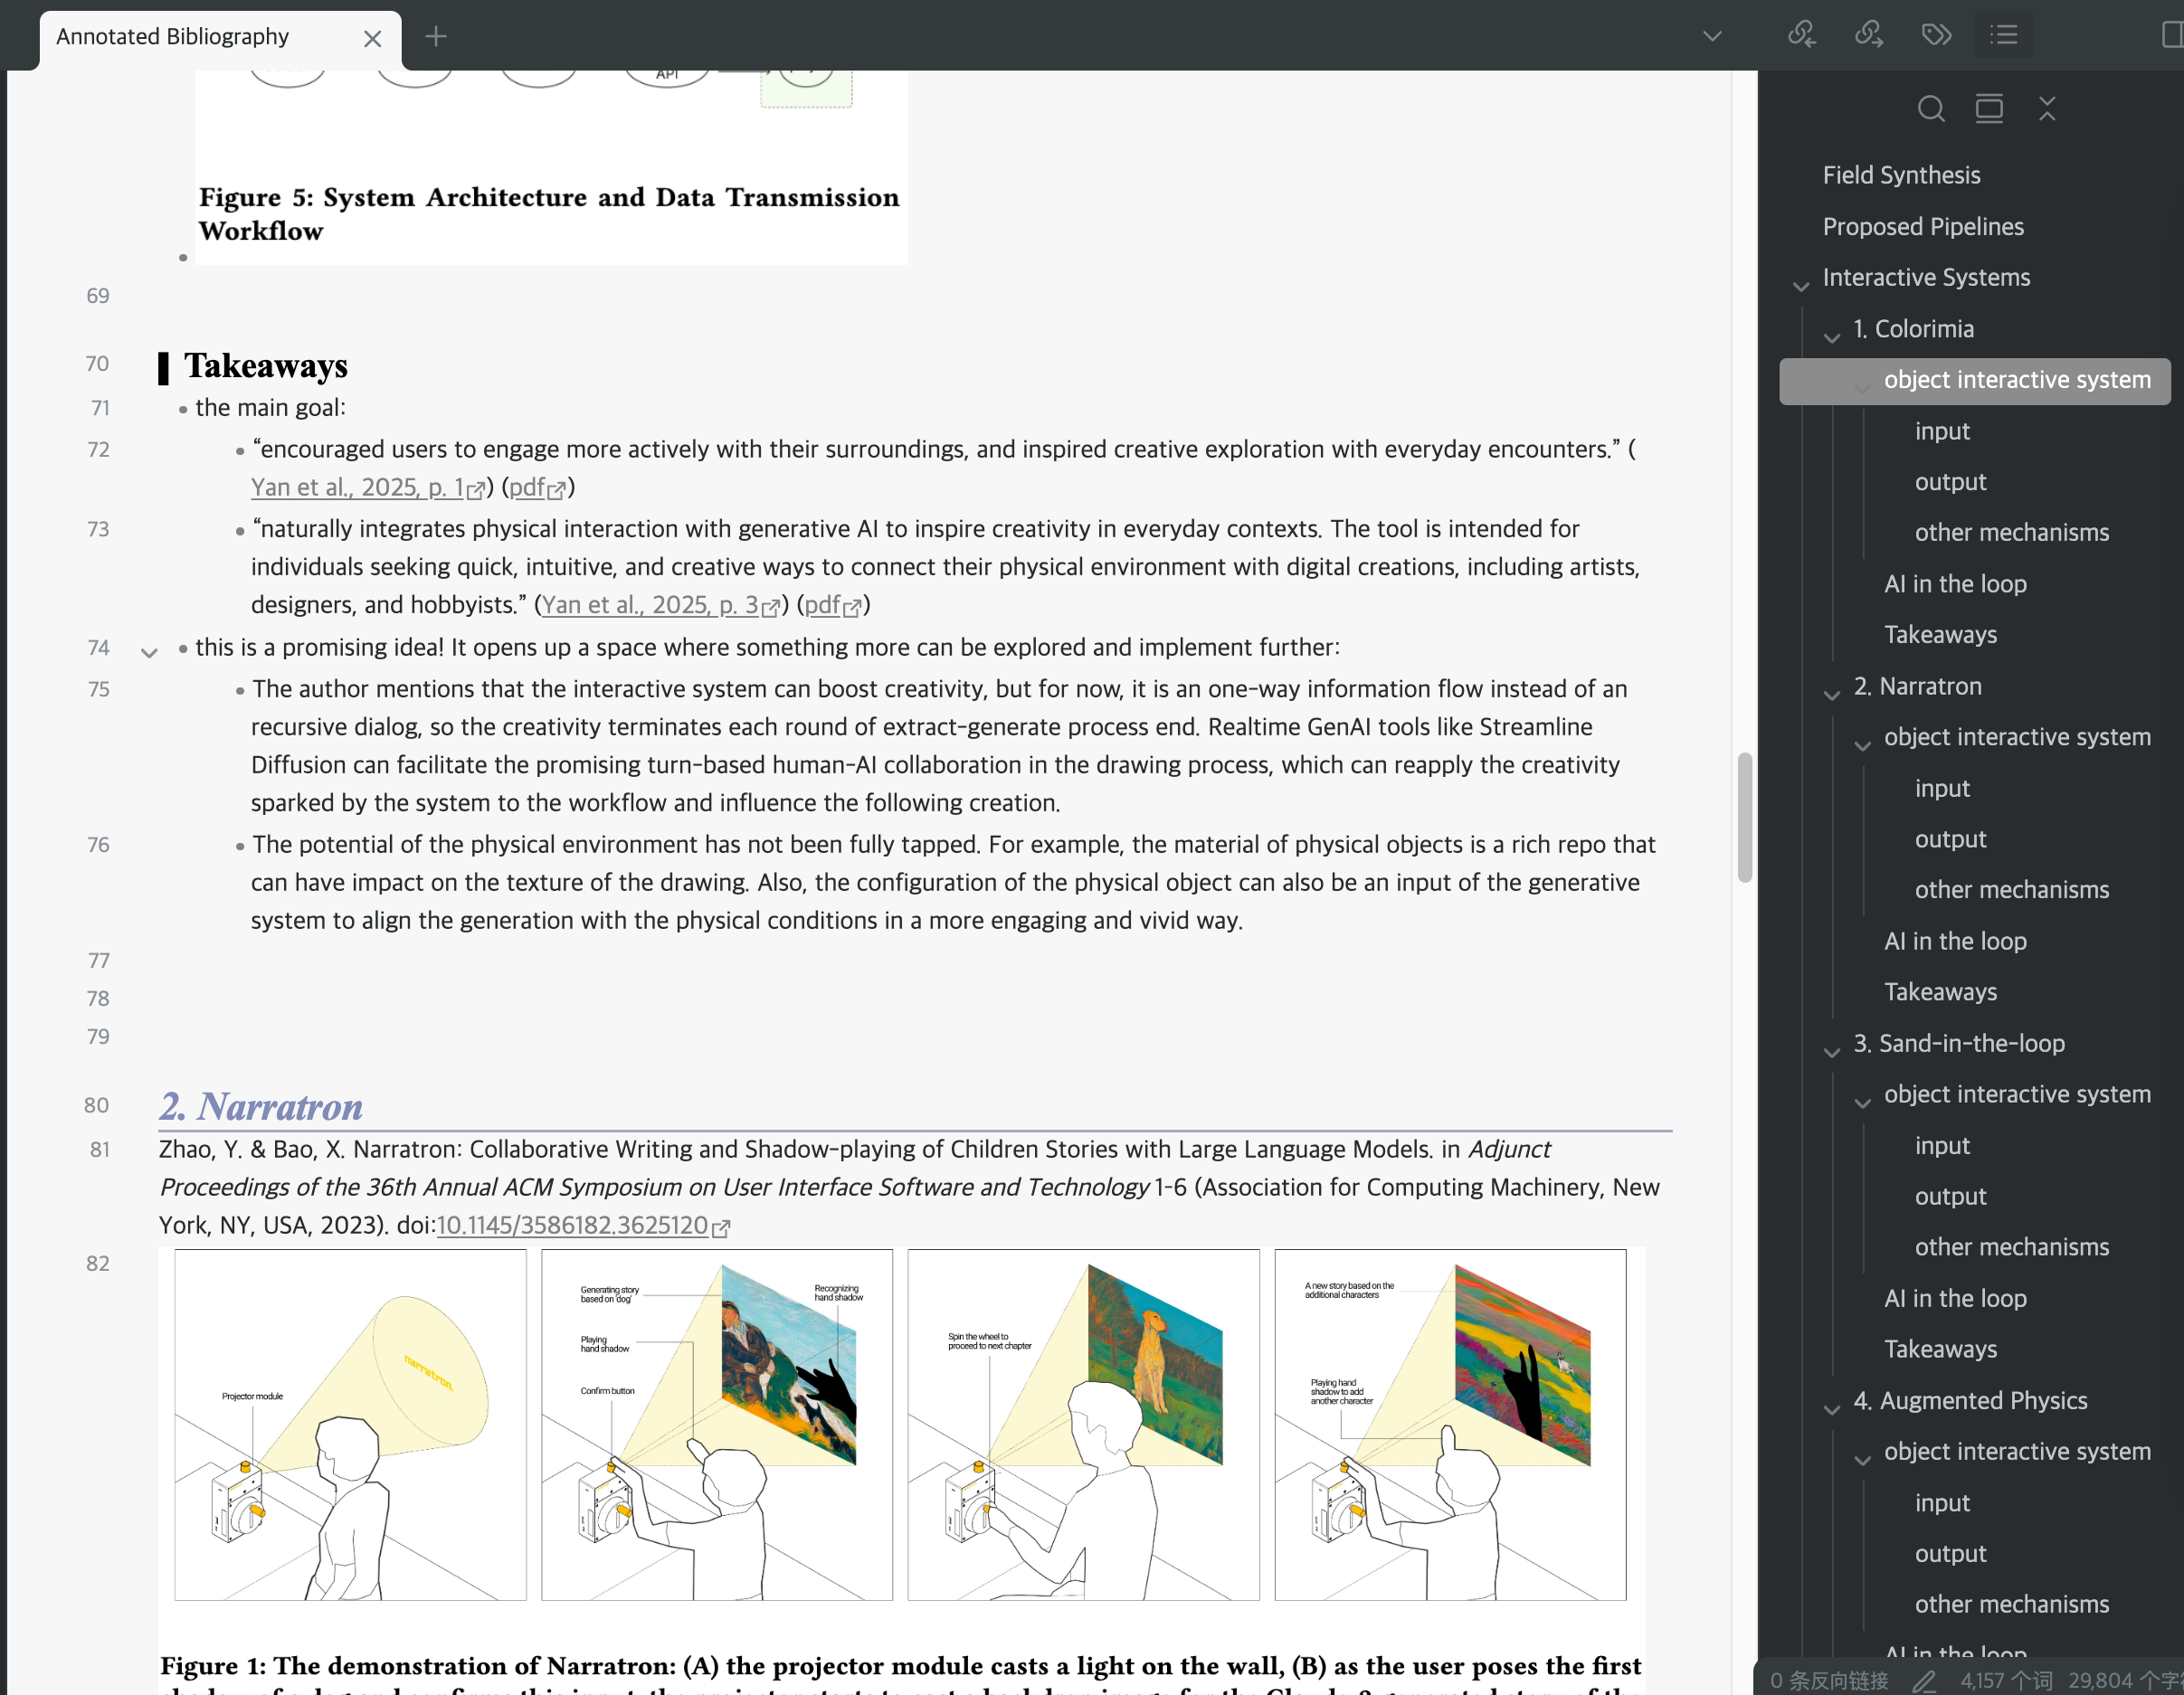 Annotated Bibliography
API
Figure 5: System Architecture and Data Transmission
Workflow
69
70 Takeaways
71 the main goal:
72 “encouraged users to engage more actively with their surroundings, and inspired creative exploration with everyday encounters.” (
Yan et al., 2025, p. 1) (pdf)
73 “naturally integrates physical interaction with generative AI to inspire creativity in everyday contexts. The tool is intended for
individuals seeking quick, intuitive, and creative ways to connect their physical environment with digital creations, including artists,
designers, and hobbyists.” (Yan et al., 2025, p. 3) (pdf)
74 this is a promising idea! It opens up a space where something more can be explored and implement further:
75 The author mentions that the interactive system can boost creativity, but for now, it is an one-way information flow instead of an
recursive dialog, so the creativity terminates each round of extract-generate process end. Realtime GenAI tools like Streamline
Diffusion can facilitate the promising turn-based human-AI collaboration in the drawing process, which can reapply the creativity
sparked by the system to the workflow and influence the following creation.
76 The potential of the physical environment has not been fully tapped. For example, the material of physical objects is a rich repo that
can have impact on the texture of the drawing. Also, the configuration of the physical object can also be an input of the generative
system to align the generation with the physical conditions in a more engaging and vivid way.
77
78
79
80 2. Narratron
81 Zhao, Y. & Bao, X. Narratron: Collaborative Writing and Shadow-playing of Children Stories with Large Language Models. in Adjunct
Proceedings of the 36th Annual ACM Symposium on User Interface Software and Technology 1-6 (Association for Computing Machinery, New
York, NY, USA, 2023). doi:10.1145/3586182.3625120
82
narratron.
Projector module
Generating story
based on 'dog'
Recognizing
hand shadow
Playing
hand shadow
Confirm button
Spin the wheel to
proceed to next chapter
A new story based on the
additional characters
Playing hand
shadow to add
another character
Figure 1: The demonstration of Narratron: (A) the projector module casts a light on the wall, (B) as the user poses the first
Field Synthesis
Proposed Pipelines
Interactive Systems
1. Colorimia
object interactive system
input
output
other mechanisms
AI in the loop
Takeaways
2. Narratron
object interactive system
input
output
other mechanisms
AI in the loop
Takeaways
3. Sand-in-the-loop
object interactive system
input
output
other mechanisms
AI in the loop
Takeaways
4. Augmented Physics
object interactive system
input
output
other mechanisms
AI in the loop
0 条反向链接 4,157 个词 29,804 个字